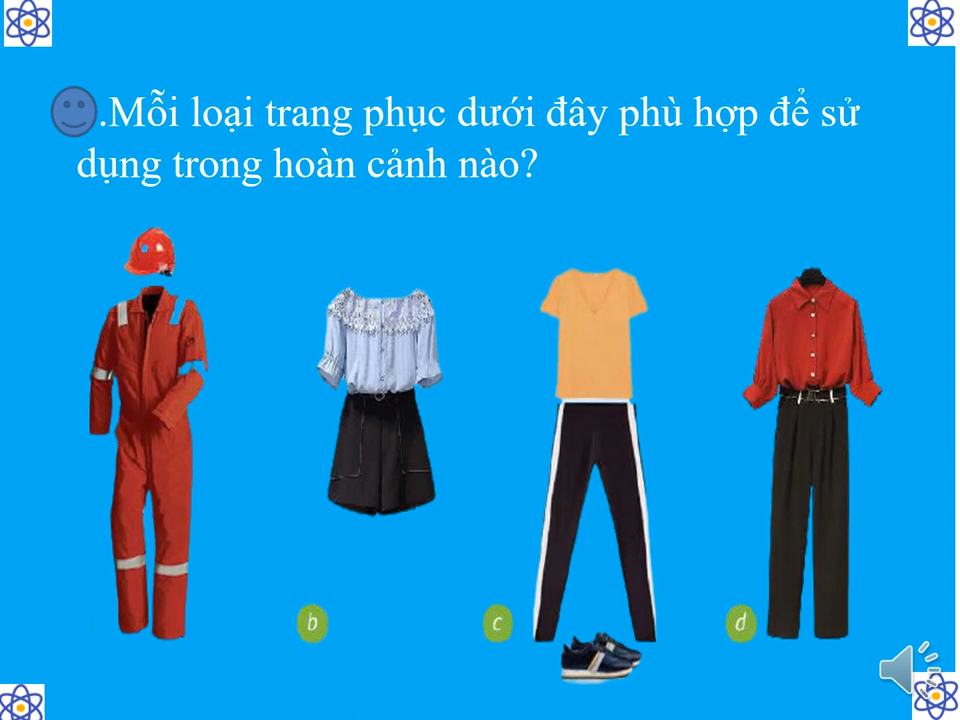 .Mỗi loại trang phục dưới đây phù hợp để sử
dụng trong hoàn cảnh nào?
b
c
d